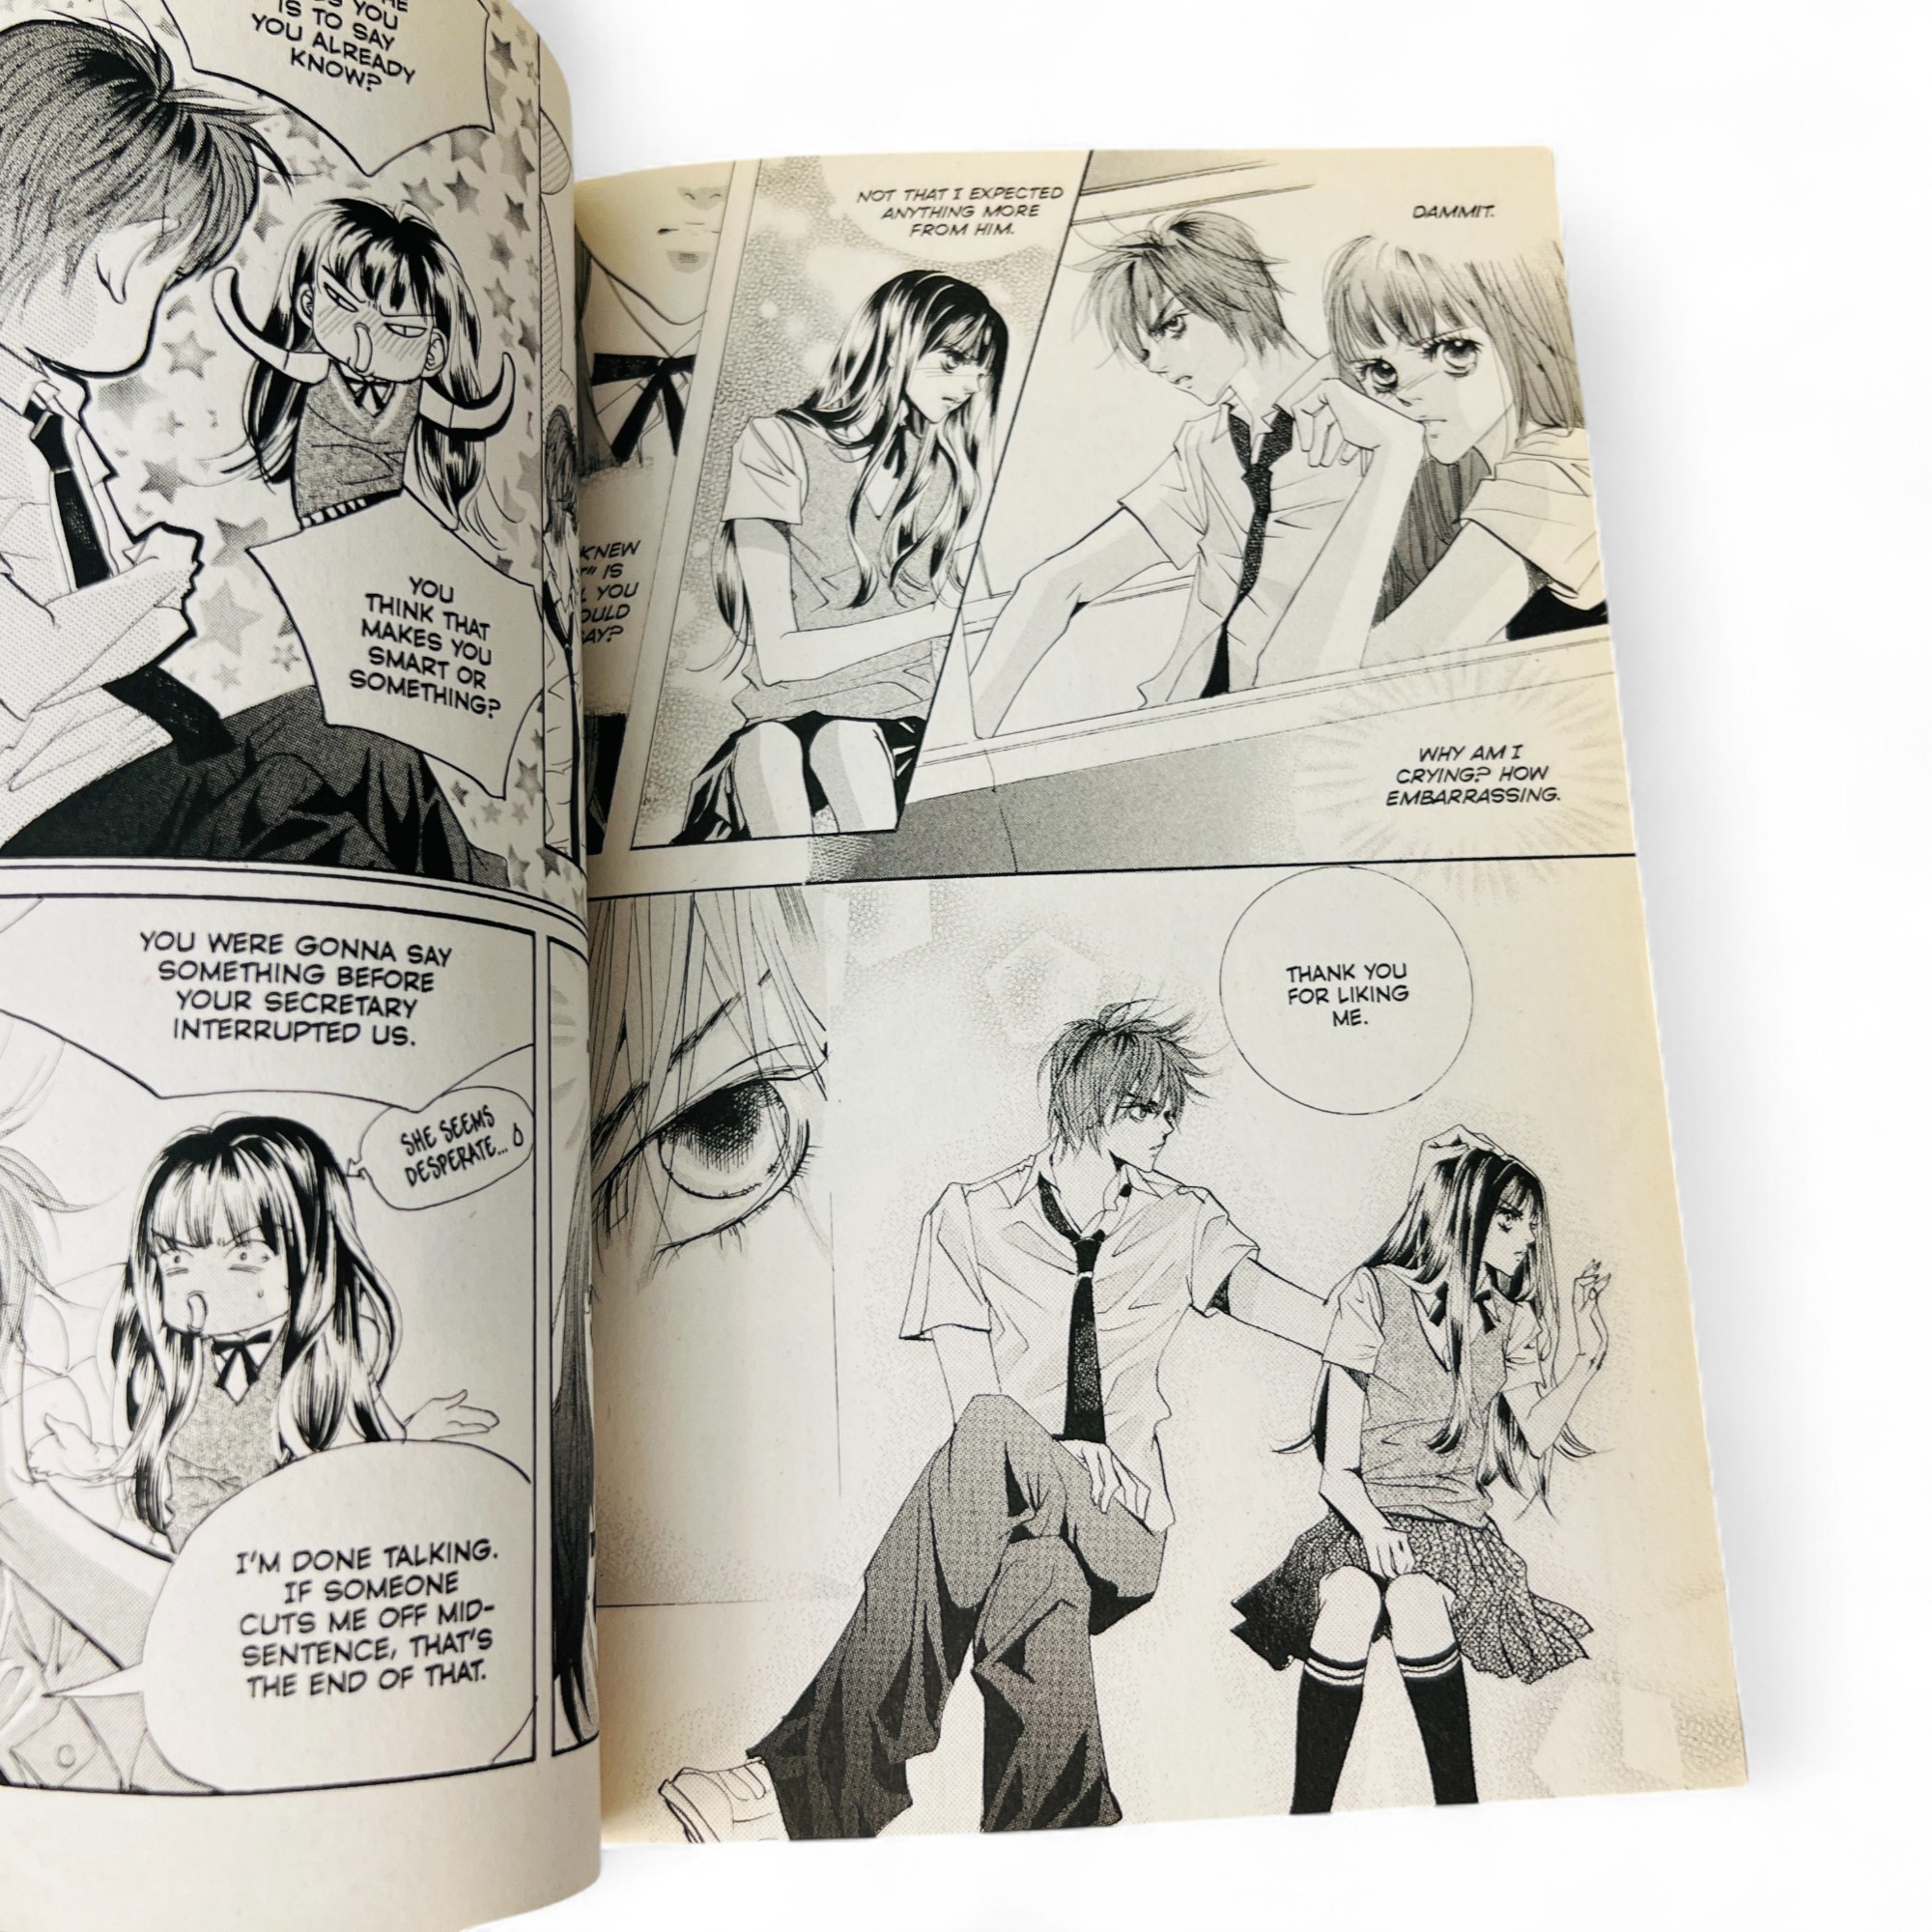 IS YOU
IS TO SAY
YOU ALREADY
KNOW?
YOU
THINK THAT
MAKES YOU
SMART OR
SOMETHING?
YOU WERE GONNA SAY
SOMETHING BEFORE
YOUR SECRETARY
INTERRUPTED US.
SHE SEEMS
DESPERATE...
I'M DONE TALKING.
IF SOMEONE
CUTS ME OFF MID-
SENTENCE, THAT'S
THE END OF THAT.
KNEW
" IS
YOU
NOT THAT I EXPECTED
ANYTHING MORE
FROM HIM.
DAMMIT.
WHY AM I
CRYING? HOW
EMBARRASSING.
THANK YOU
FOR LIKING
ME.